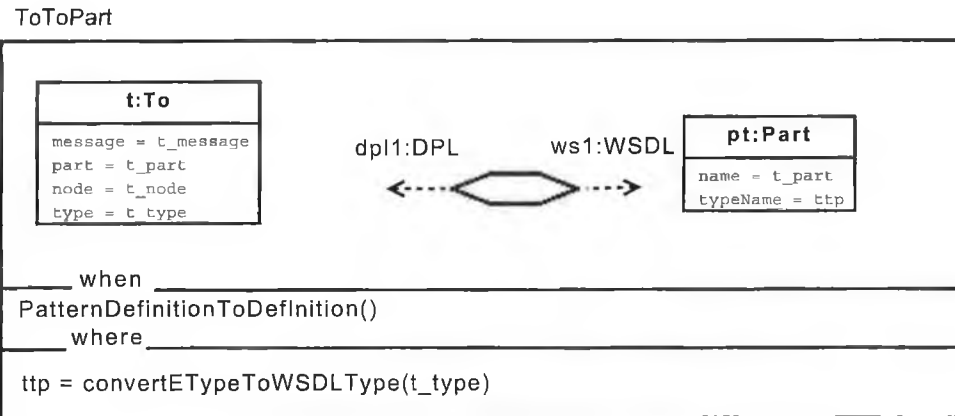 ToToPart
t:To
message = t_message
part = t_part
node = t_node
type = t_type
dpl1:DPL
ws1:WSDL
pt:Part
name = t_part
typeName = ttp
when
PatternDefinitionToDefInition()
where
ttp = convertETypeToWSDLType(t_type)